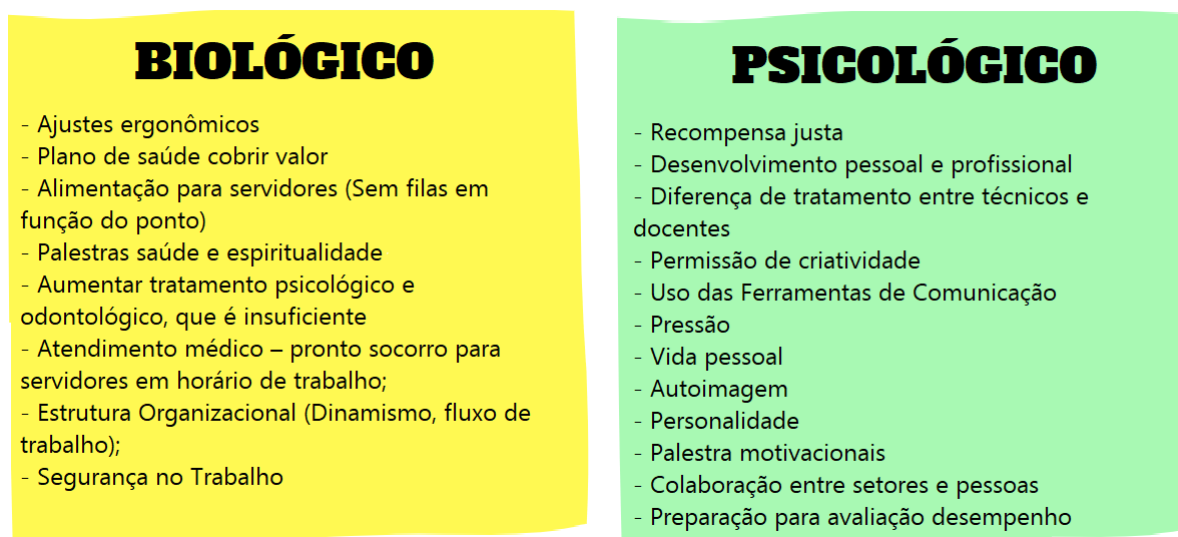 BIOLÓGICO
- Ajustes ergonômicos
- Plano de saúde cobrir valor
- Alimentação para servidores (Sem filas em
função do ponto)
- Palestras saúde e espiritualidade
- Aumentar tratamento psicológico e
odontológico, que é insuficiente
- Atendimento médico – pronto socorro para
servidores em horário de trabalho;
- Estrutura Organizacional (Dinamismo, fluxo de
trabalho);
- Segurança no Trabalho
PSICOLÓGICO
- Recompensa justa
- Desenvolvimento pessoal e profissional
- Diferença de tratamento entre técnicos e
docentes
- Permissão de criatividade
- Uso das Ferramentas de Comunicação
- Pressão
- Vida pessoal
- Autoimagem
- Personalidade
- Palestra motivacionais
- Colaboração entre setores e pessoas
- Preparação para avaliação desempenho